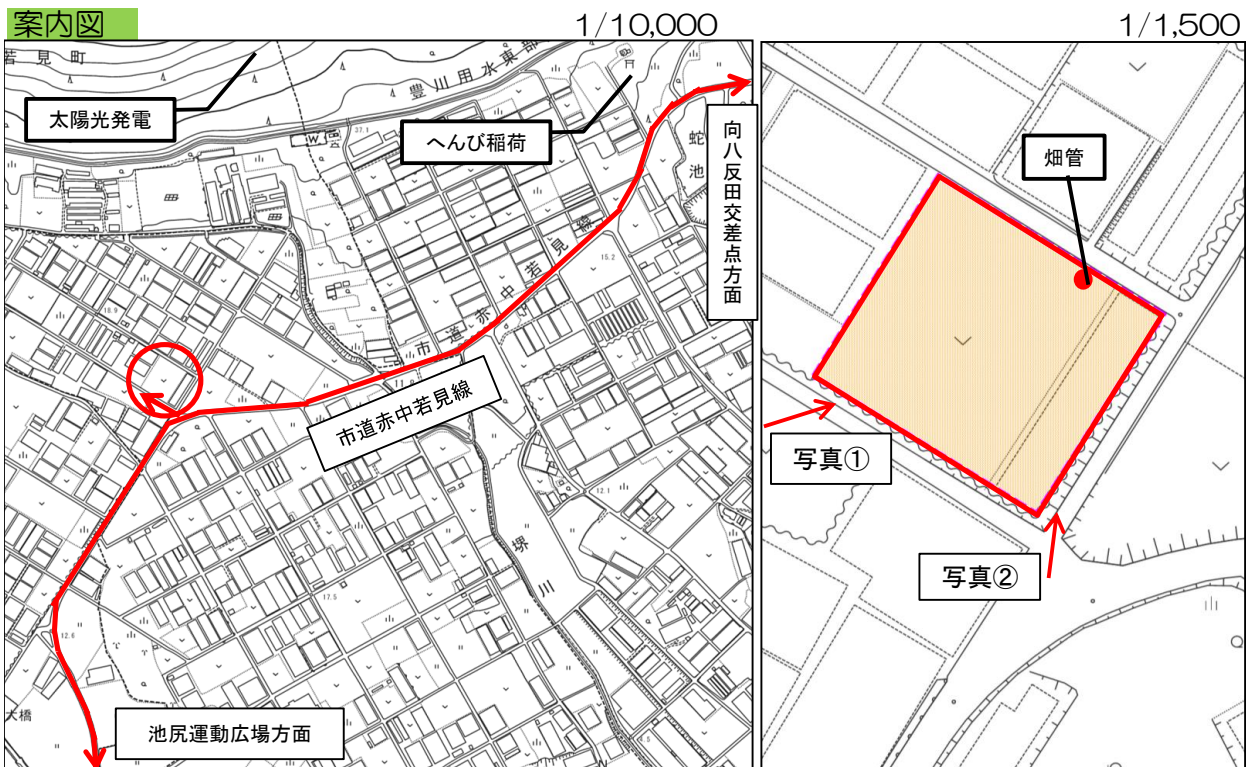 案内図
1/10,000
1/1,500
若見町
豊川用水東部
太陽光発電
へんび稲荷
向八反田交差点方面
蛇池
W
27.1
15.2
18.9
市道赤中若見線
市道赤中若見線
堺川
12.1
17.5
12.6
大橋
池尻運動広場方面
畑管
写真①
写真②